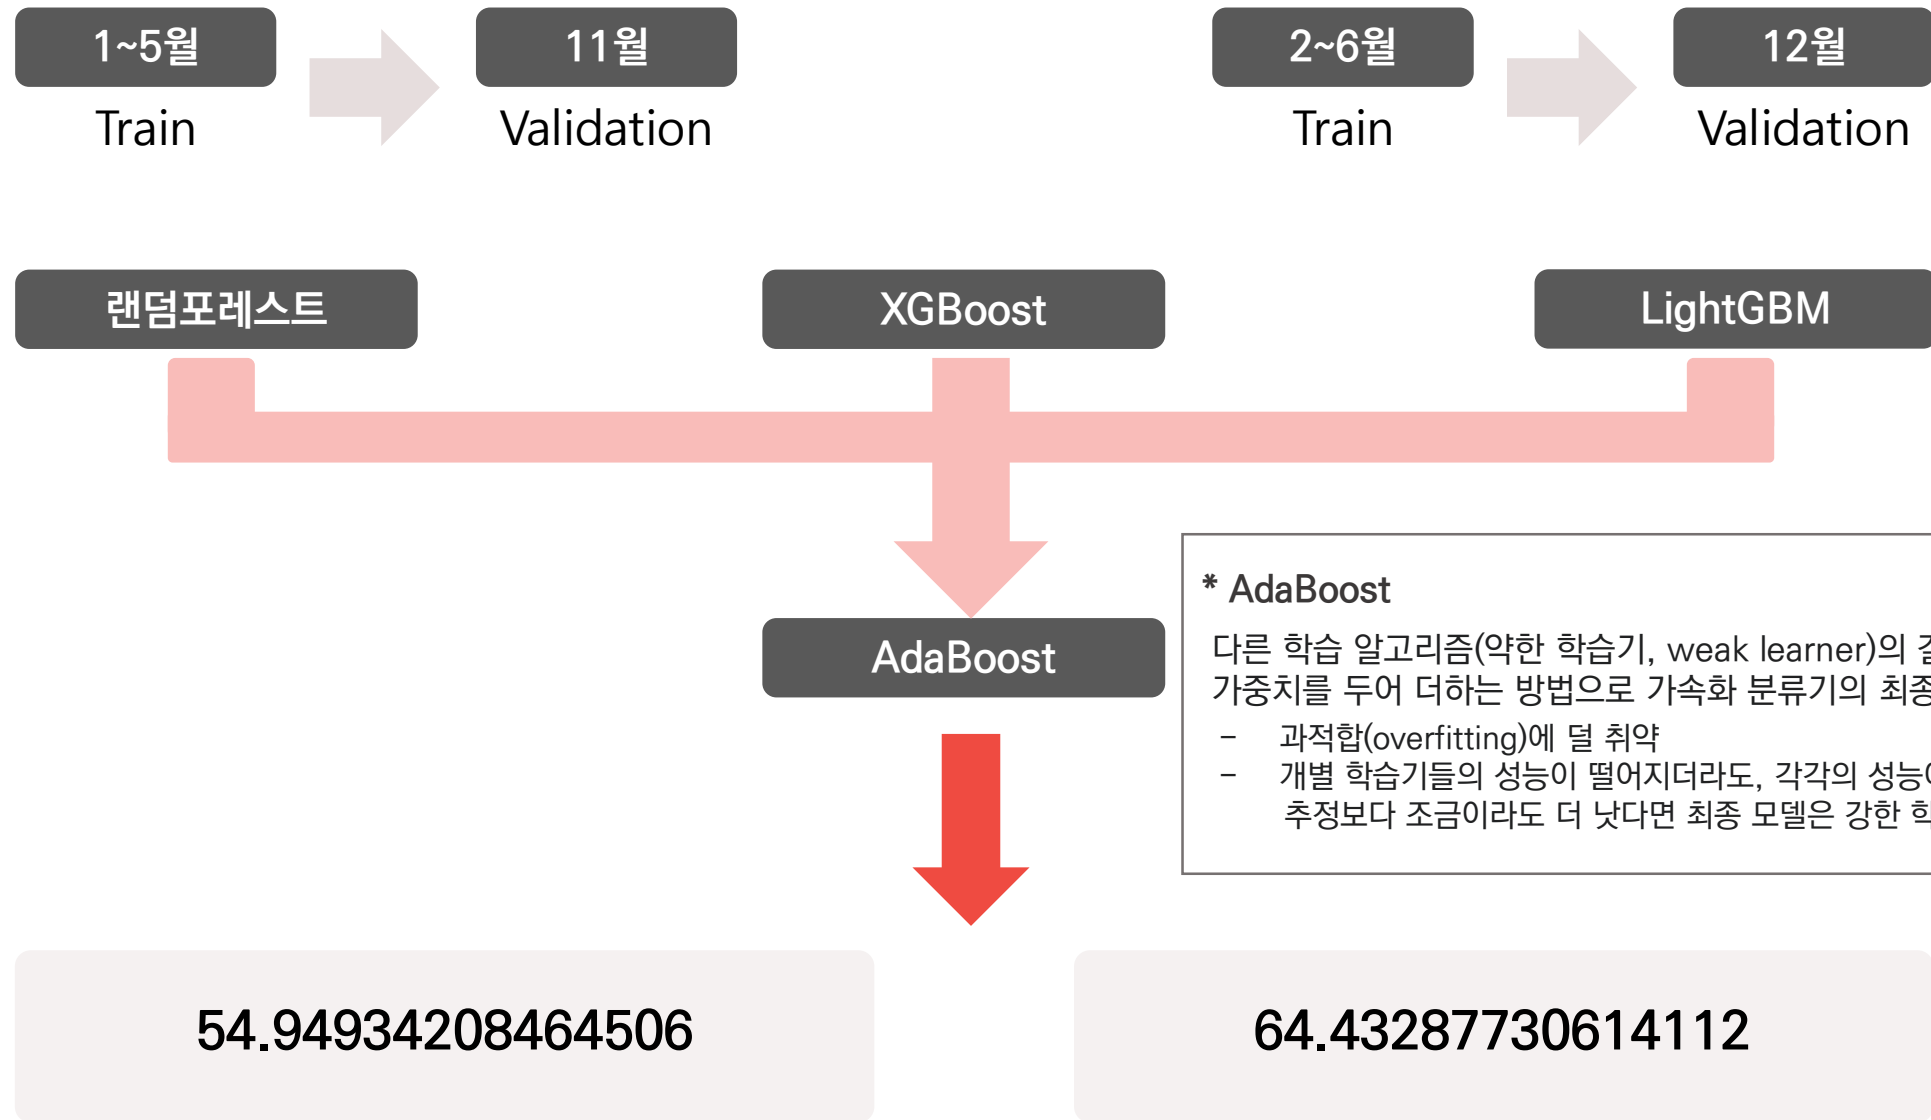 1~5월
11월
2~6월
12월
Train
Validation
Train
Validation
랜덤포레스트
XGBoost
LightGBM
AdaBoost
* AdaBoost
다른 학습 알고리즘(약한 학습기, weak learner)의
가중치를 두어 더하는 방법으로 가속화 분류기의
- 과적합(overfitting)에 덜 취약
- 개별 학습기들의 성능이 떨어지더라도, 각각의
추정보다 조금이라도 더 낫다면 최종 모델은 강한
54.94934208464506
64.43287730614112